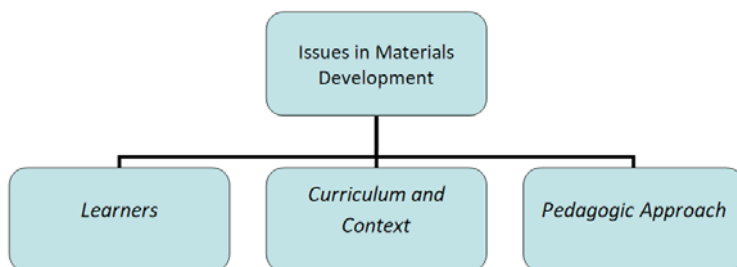 Issues in Materials
Development
Learners
Curriculum and
Context
Pedagogic Approach